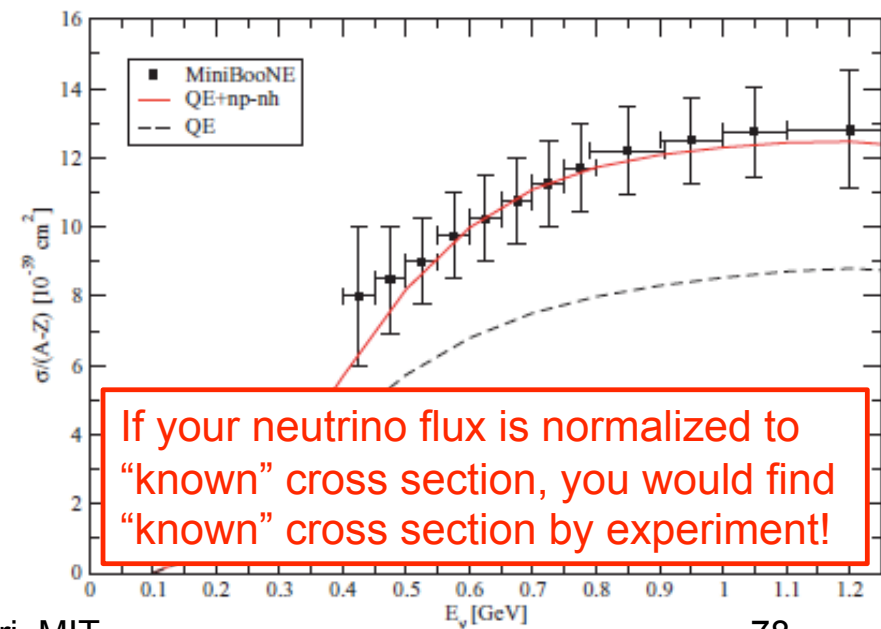 16
14
12
10
8
6
4
2
0
σ/(A-Z) [10⁻³⁹ cm²]
MiniBooNE
QE+np-nh
QE
If your neutrino flux is normalized to
“known” cross section, you would find
“known” cross section by experiment!
0 0.1 0.2 0.3 0.4 0.5 0.6 0.7 0.8 0.9 1 1.1 1.2
E_ν [GeV]
MIT